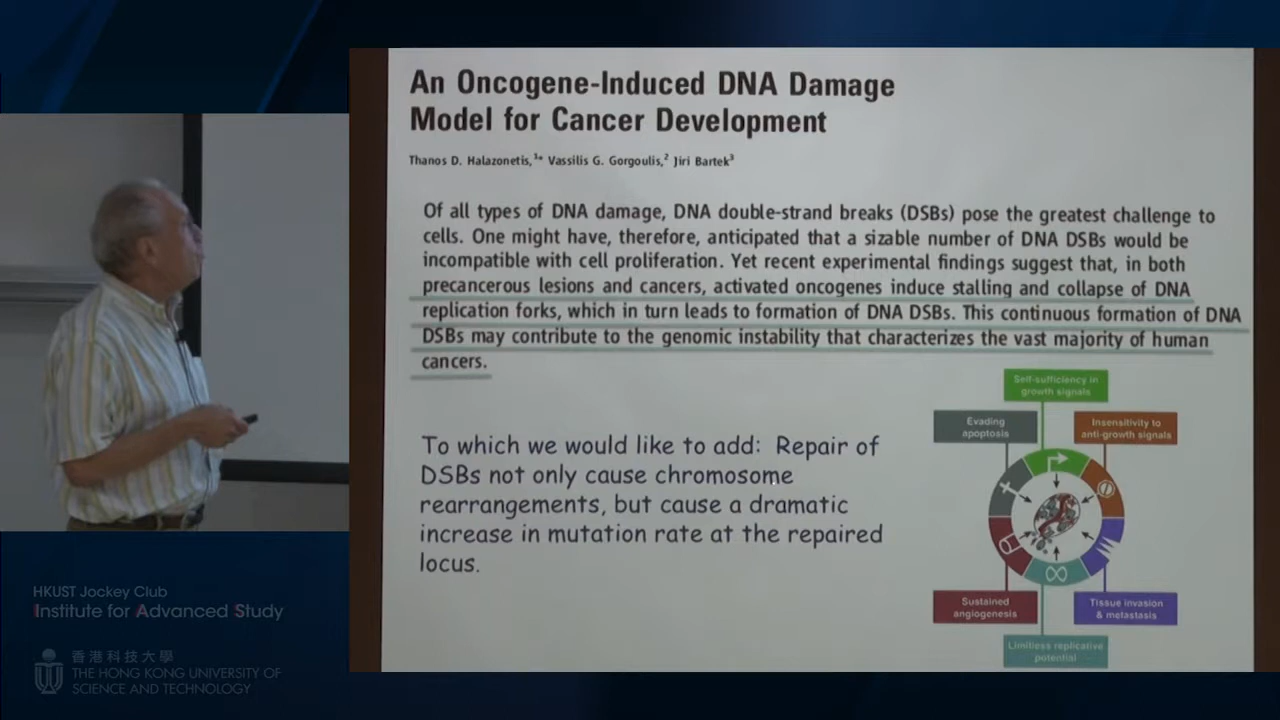 An Oncogene-Induced DNA Damage
Model for Cancer Development
Thanos D. Halazonetis,¹* Vassilis G. Gorgoulis,² Jiri Bartek³
Of all types of DNA damage, DNA double-strand breaks (DSBs) pose the greatest challenge to
cells. One might have, therefore, anticipated that a sizable number of DNA DSBs would be
incompatible with cell proliferation. Yet recent experimental findings suggest that, in both
precancerous lesions and cancers, activated oncogenes induce stalling and collapse of DNA
replication forks, which in turn leads to formation of DNA DSBs. This continuous formation of DNA
DSBs may contribute to the genomic instability that characterizes the vast majority of human
cancers.
To which we would like to add: Repair of
DSBs not only cause chromosome
rearrangements, but cause a dramatic
increase in mutation rate at the repaired
locus.
Self-sufficiency in
growth signals
Evading
apoptosis
Insensitivity to
anti-growth signals
Sustained
angiogenesis
Tissue invasion
& metastasis
Limitless replicative
potential
HKUST Jockey Club
Institute for Advanced Study
香港科技大學
THE HONG KONG UNIVERSITY OF
SCIENCE AND TECHNOLOGY